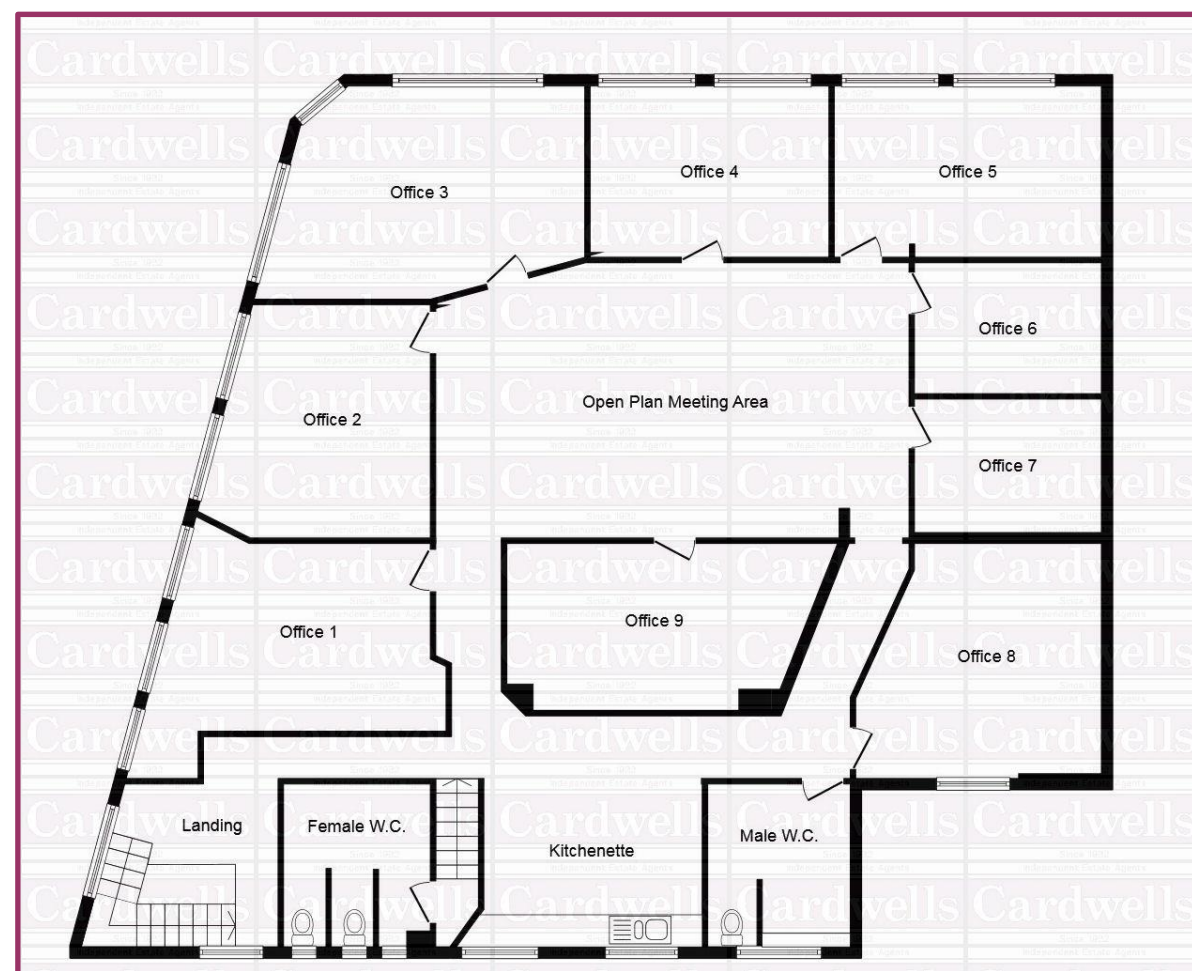 Cardwells
Independent Estate Agents
Since 1982
Office 4
Office 5
Office 3
Office 6
Open Plan Meeting Area
Office 2
Office 7
Office 9
Office 1
Office 8
Landing
Female W.C.
Male W.C.
Kitchenette